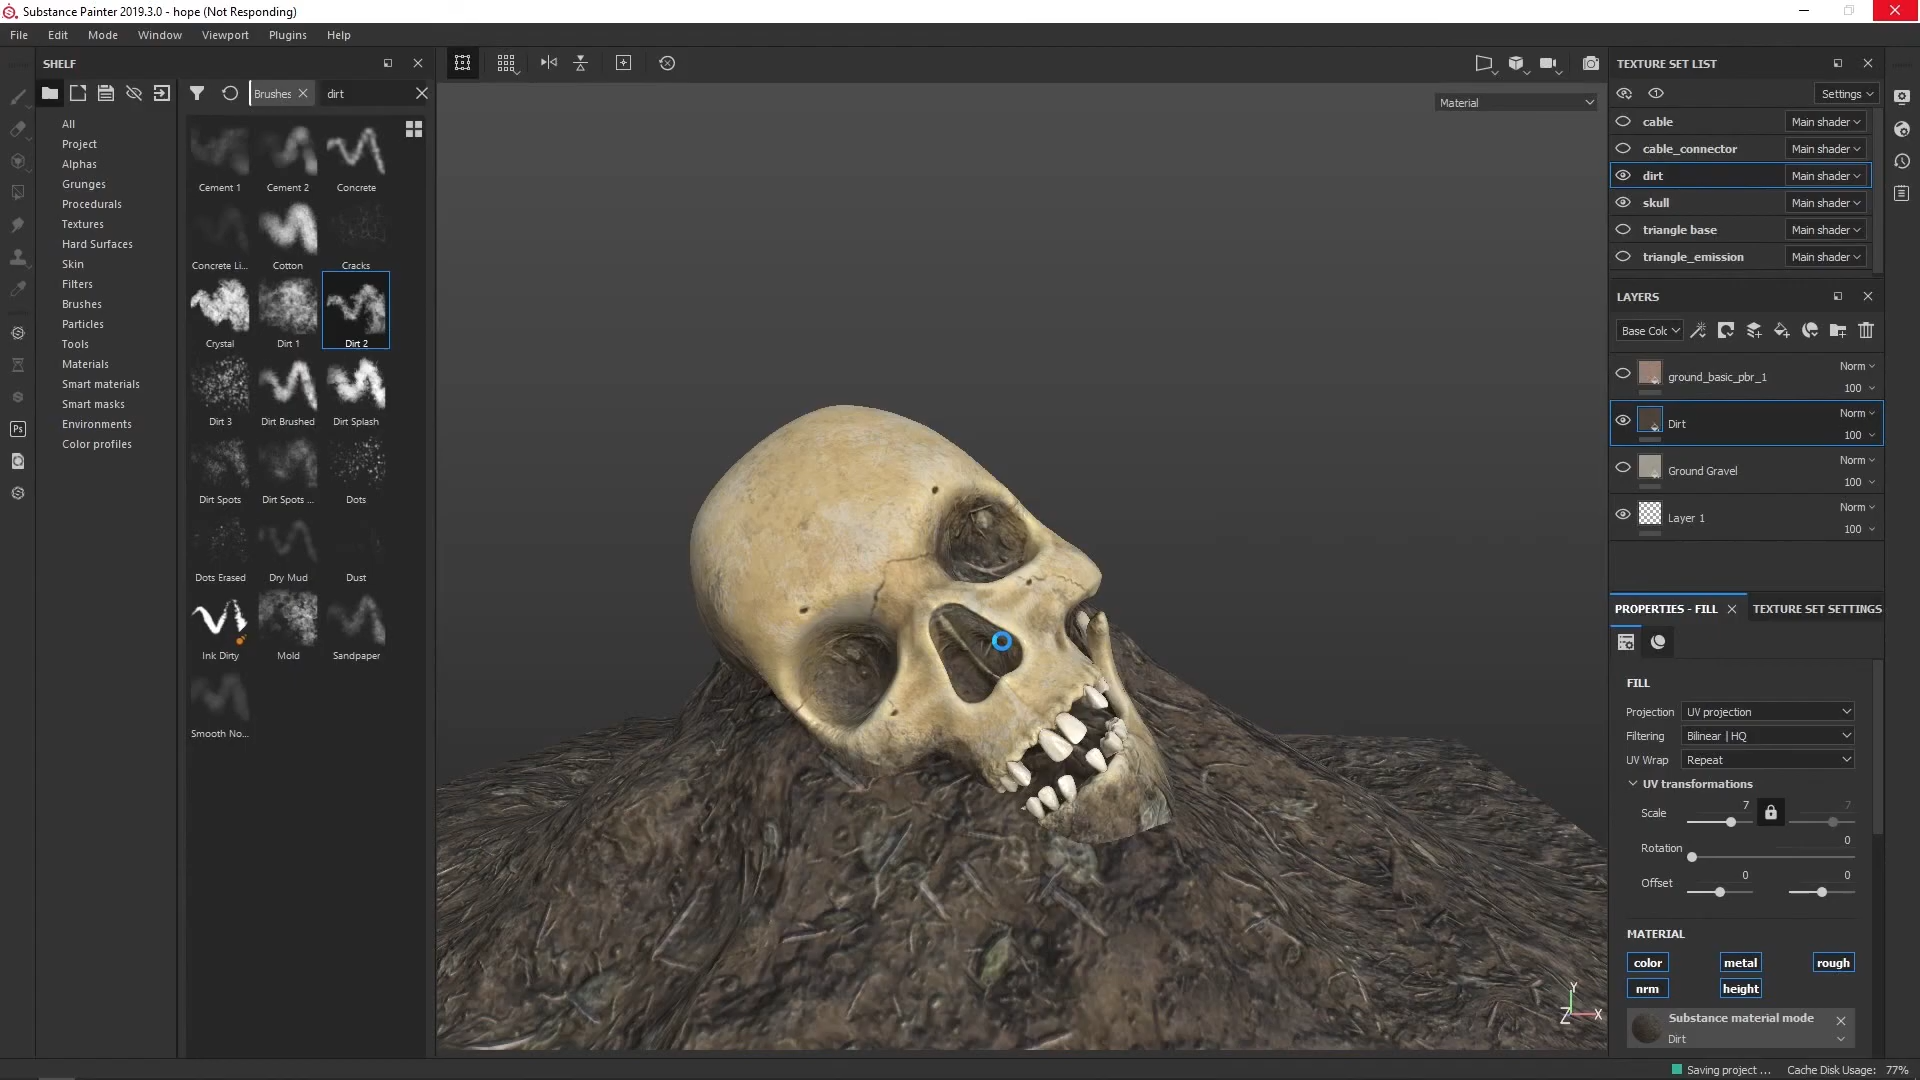 Substance Painter 2019.3.0 - hope (Not Responding)
File Edit Mode Window Viewport Plugins Help
SHELF
Brushes
dirt
All
Project
Alphas
Grunges
Procedurals
Textures
Hard Surfaces
Skin
Filters
Brushes
Particles
Tools
Materials
Smart materials
Smart masks
Environments
Color profiles
Cement 1 Cement 2 Concrete
Concrete Li... Cotton Cracks
Crystal Dirt 1 Dirt 2
Dirt 3 Dirt Brushed Dirt Splash
Dirt Spots Dirt Spots ... Dots
Dots Erased Dry Mud Dust
Ink Dirty Mold Sandpaper
Smooth No...
Ps
Material
Y
Z X
TEXTURE SET LIST
Settings
cable Main shader
cable_connector Main shader
dirt Main shader
skull Main shader
triangle base Main shader
triangle_emission Main shader
LAYERS
Base Colc
ground_basic_pbr_1 Norm
100
Dirt Norm
100
Ground Gravel Norm
100
Layer 1 Norm
100
PROPERTIES - FILL TEXTURE SET SETTINGS
FILL
Projection UV projection
Filtering Bilinear | HQ
UV Wrap Repeat
UV transformations
Scale 7 7
Rotation 0
Offset 0 0
MATERIAL
color metal rough
nrm height
Substance material mode
Dirt
Saving project ... Cache Disk Usage: 77%